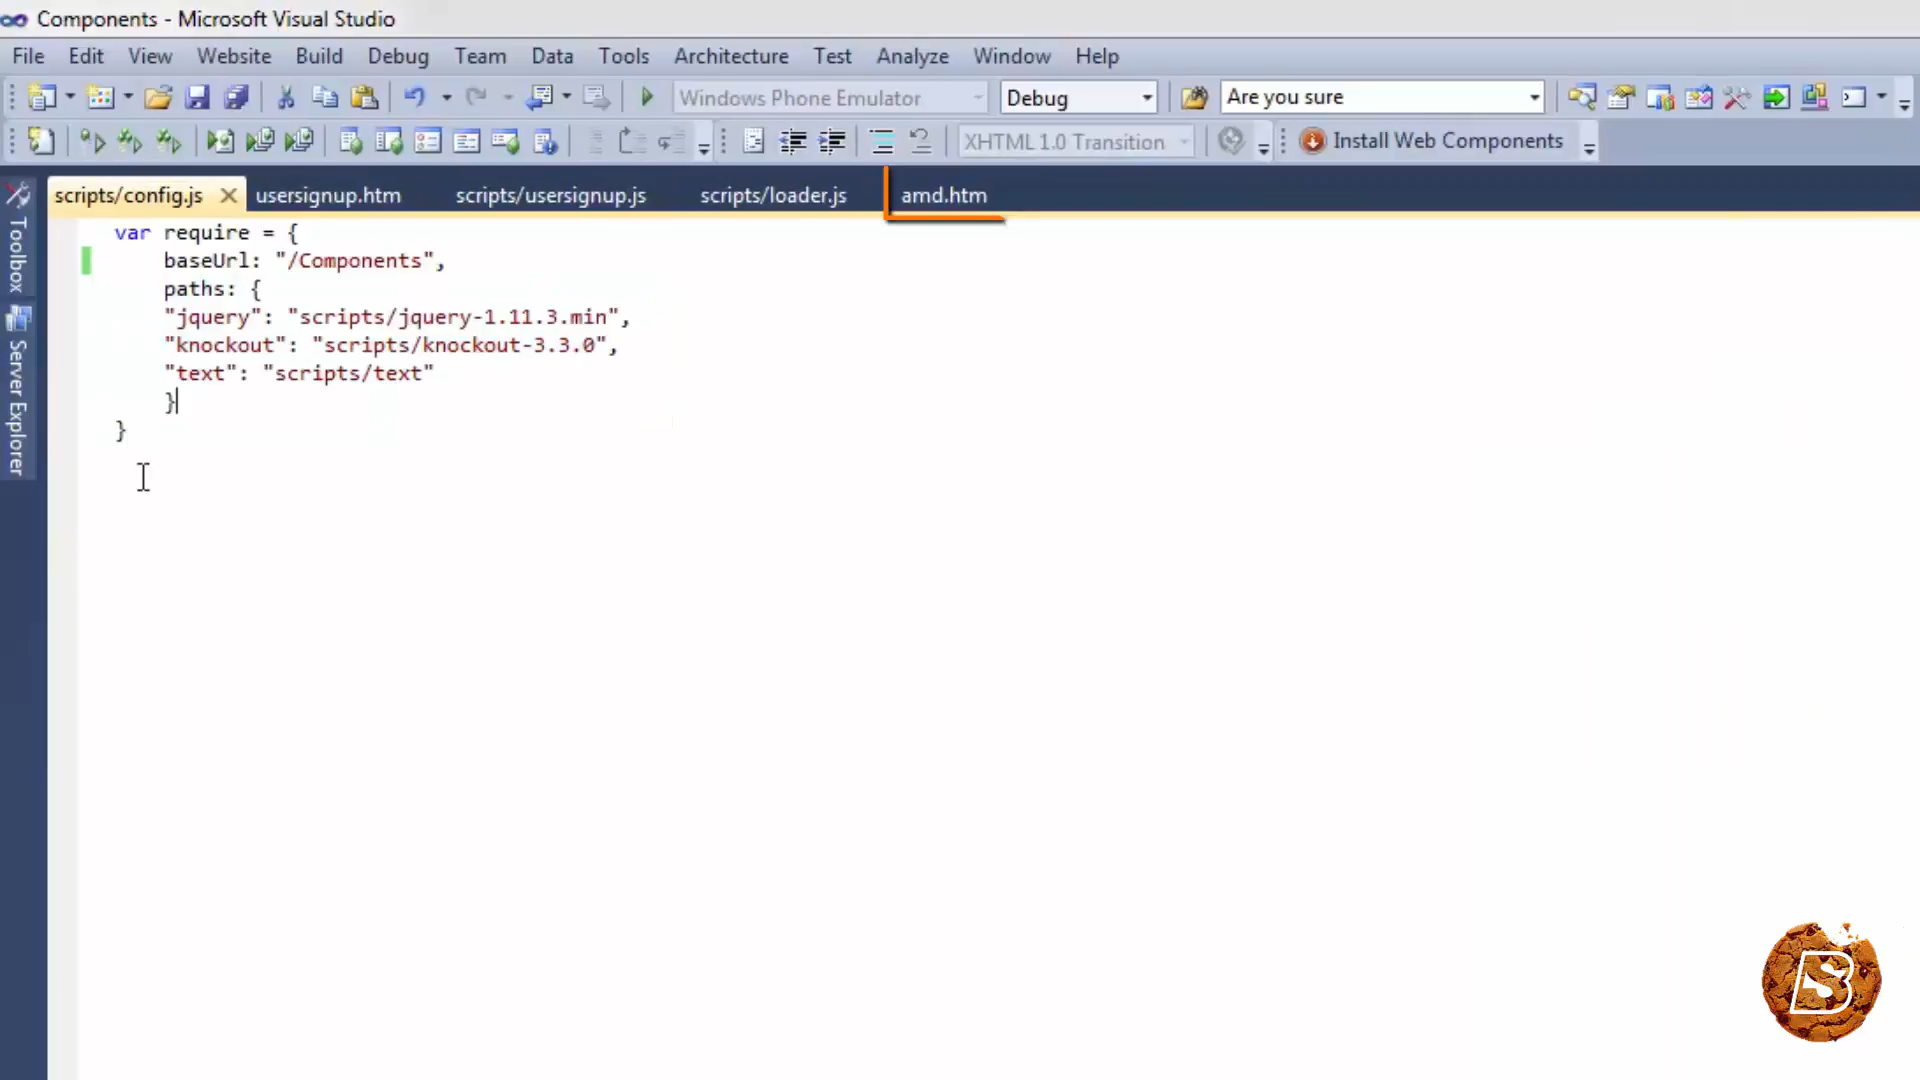 Components - Microsoft Visual Studio
File Edit View Website Build Debug Team Data Tools Architecture Test Analyze Window Help
Windows Phone Emulator Debug Are you sure
XHTML 1.0 Transition Install Web Components
scripts/config.js usersignup.htm scripts/usersignup.js scripts/loader.js amd.htm
Toolbox
Server Explorer
var require = {
baseUrl: "/Components",
paths: {
"jquery": "scripts/jquery-1.11.3.min",
"knockout": "scripts/knockout-3.3.0",
"text": "scripts/text"
}
}
BS